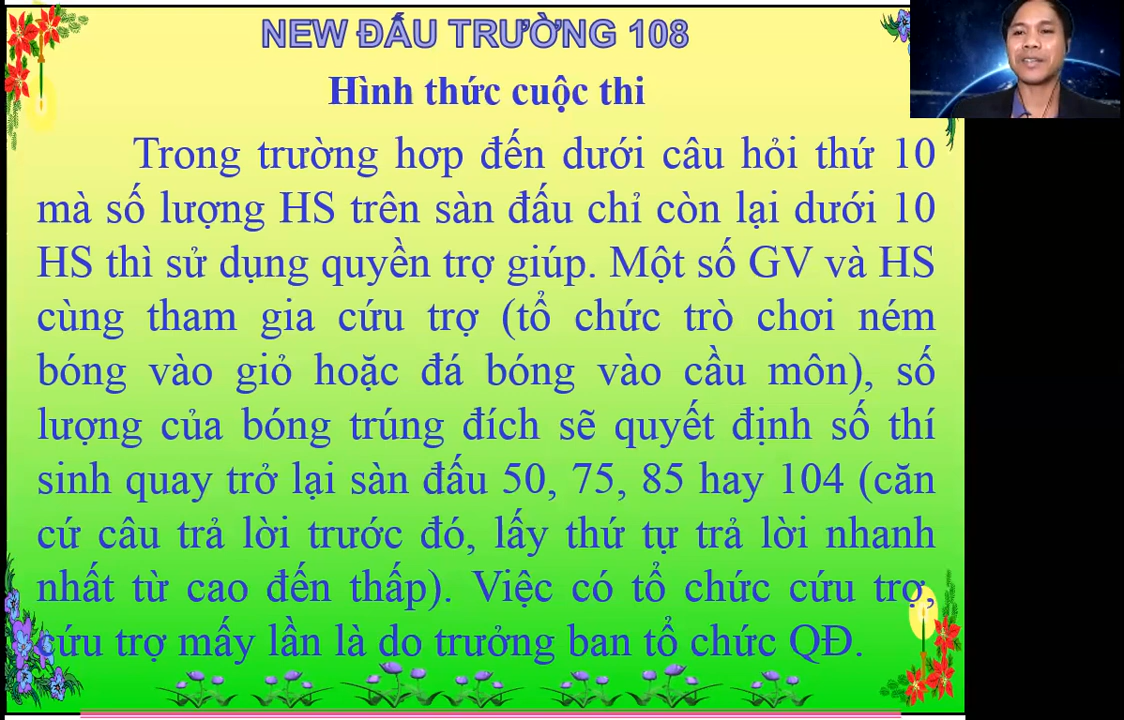 NEW ĐẤU TRƯỜNG 108
Hình thức cuộc thi
Trong trường hơp đến dưới câu hỏi thứ 10
mà số lượng HS trên sàn đấu chỉ còn lại dưới 10
HS thì sử dụng quyền trợ giúp. Một số GV và HS
cùng tham gia cứu trợ (tổ chức trò chơi ném
bóng vào giỏ hoặc đá bóng vào cầu môn), số
lượng của bóng trúng đích sẽ quyết định số thí
sinh quay trở lại sàn đấu 50, 75, 85 hay 104 (căn
cứ câu trả lời trước đó, lấy thứ tự trả lời nhanh
nhất từ cao đến thấp). Việc có tổ chức cứu trợ,
cứu trợ mấy lần là do trưởng ban tổ chức QĐ.